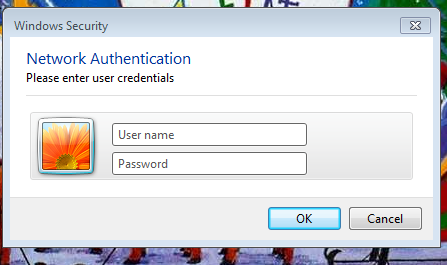 Windows Security
Network Authentication
Please enter user credentials
User name
Password
OK
Cancel